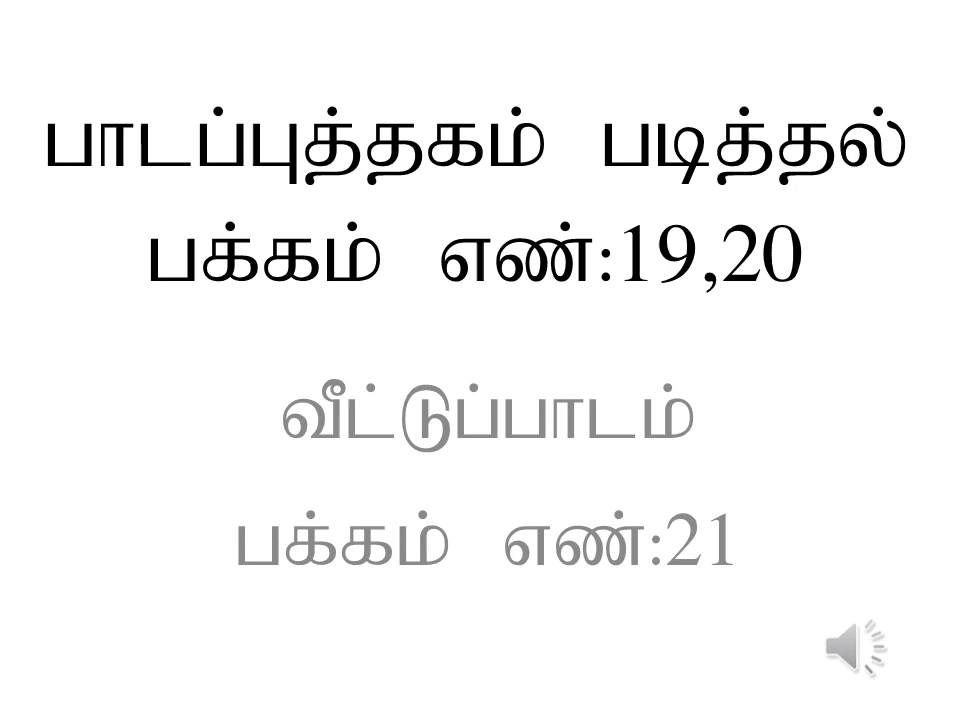 பாடப்புத்தகம் படித்தல்
பக்கம் எண்:19,20
வீட்டுப்பாடம்
பக்கம் எண்:21